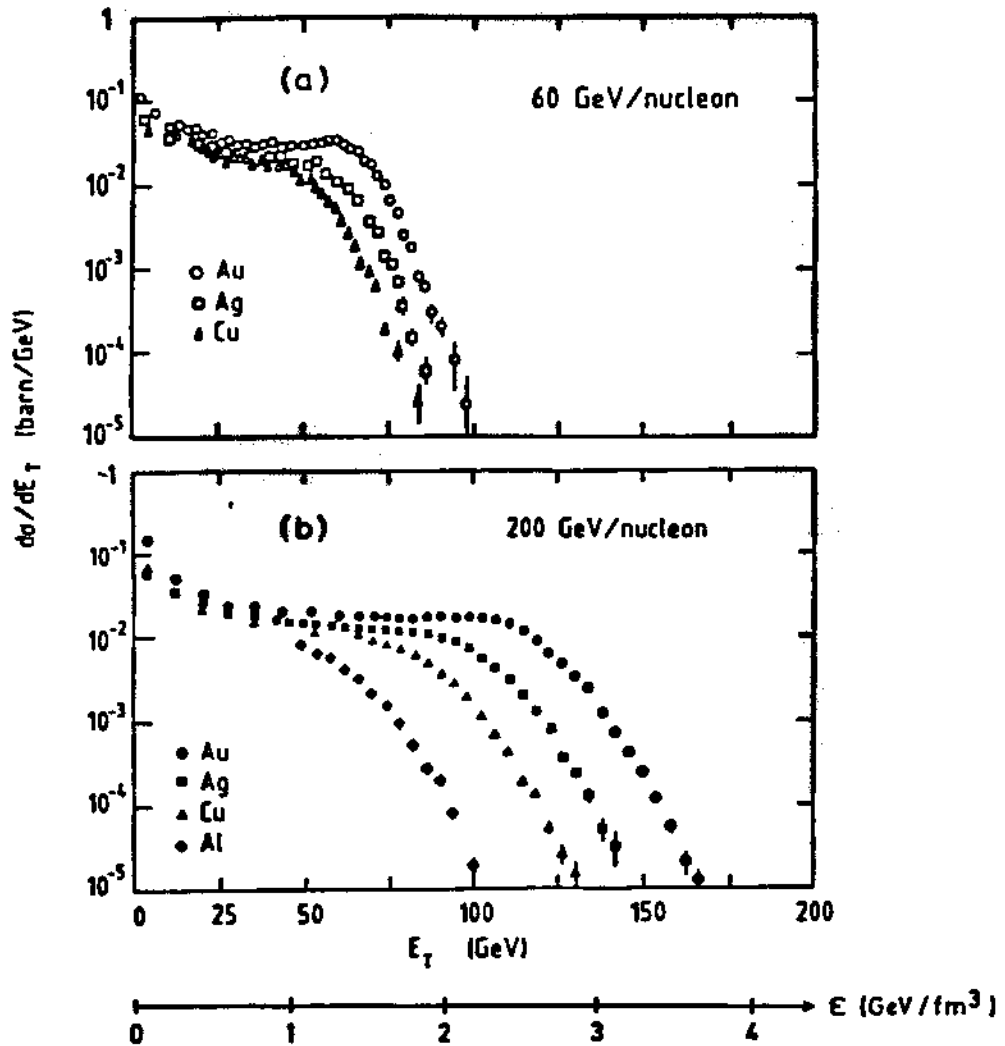 1
(a)
60 GeV/nucleon
10⁻¹
10⁻²
10⁻³
10⁻⁴
10⁻⁵
Au
Ag
Cu
dσ/dE_T (barn/GeV)
-1
(b)
200 GeV/nucleon
10⁻¹
10⁻²
10⁻³
10⁻⁴
10⁻⁵
Au
Ag
Cu
Al
0 25 50 75 100 150 200
E_T (GeV)
0 1 2 3 4 ε (GeV/fm³)